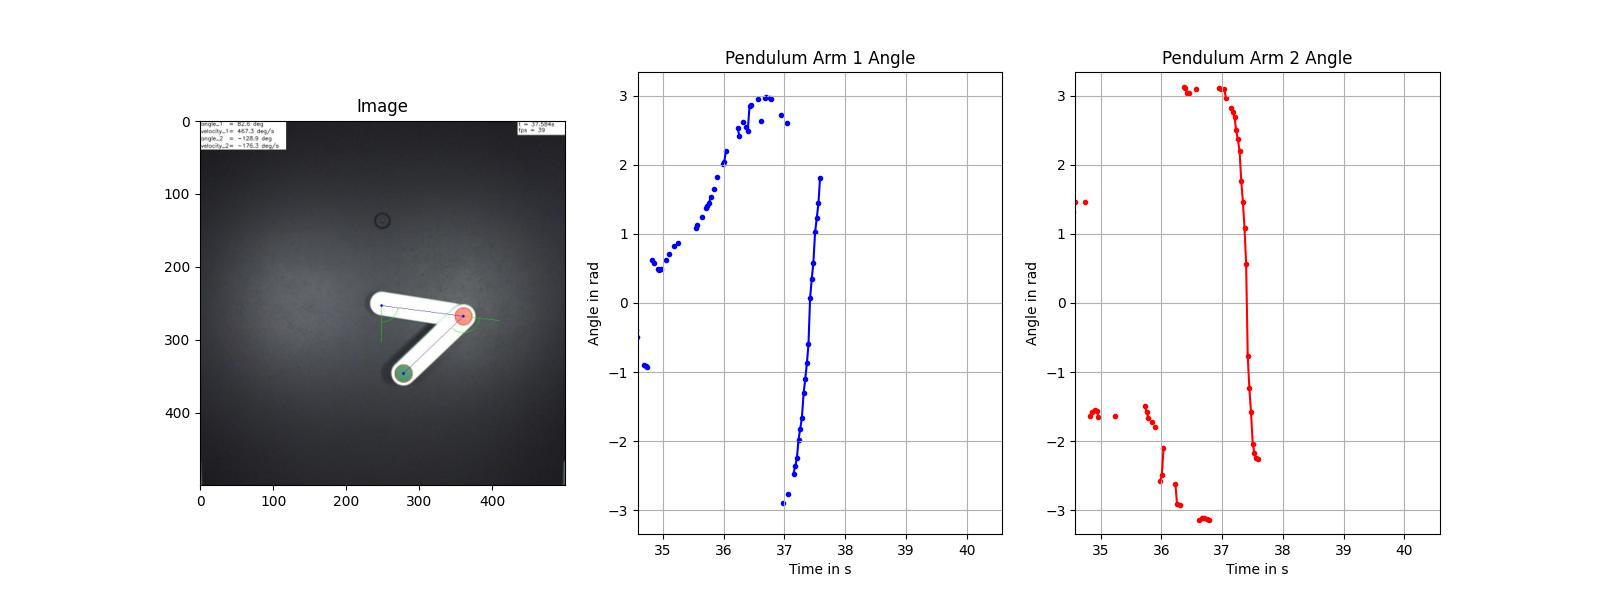 Image
angle_1 = 82.6 deg
velocity_1= 467.3 deg/s
angle_2 = -128.9 deg
velocity_2= -176.3 deg/s
t = 37.584s
fps = 39
0
100
200
300
400
0 100 200 300 400
Pendulum Arm 1 Angle
Angle in rad
3
2
1
0
−1
−2
−3
35 36 37 38 39 40
Time in s
Pendulum Arm 2 Angle
Angle in rad
3
2
1
0
−1
−2
−3
35 36 37 38 39 40
Time in s